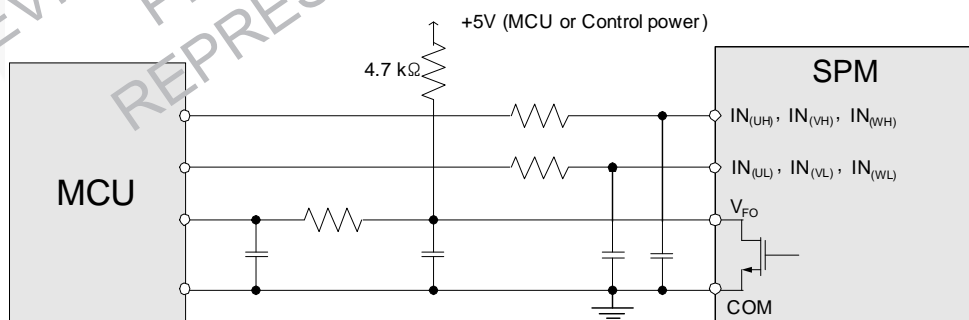 +5V (MCU or Control power)
4.7 kΩ
SPM
IN(UH), IN(VH), IN(WH)
IN(UL), IN(VL), IN(WL)
MCU
VFO
COM
REPRES